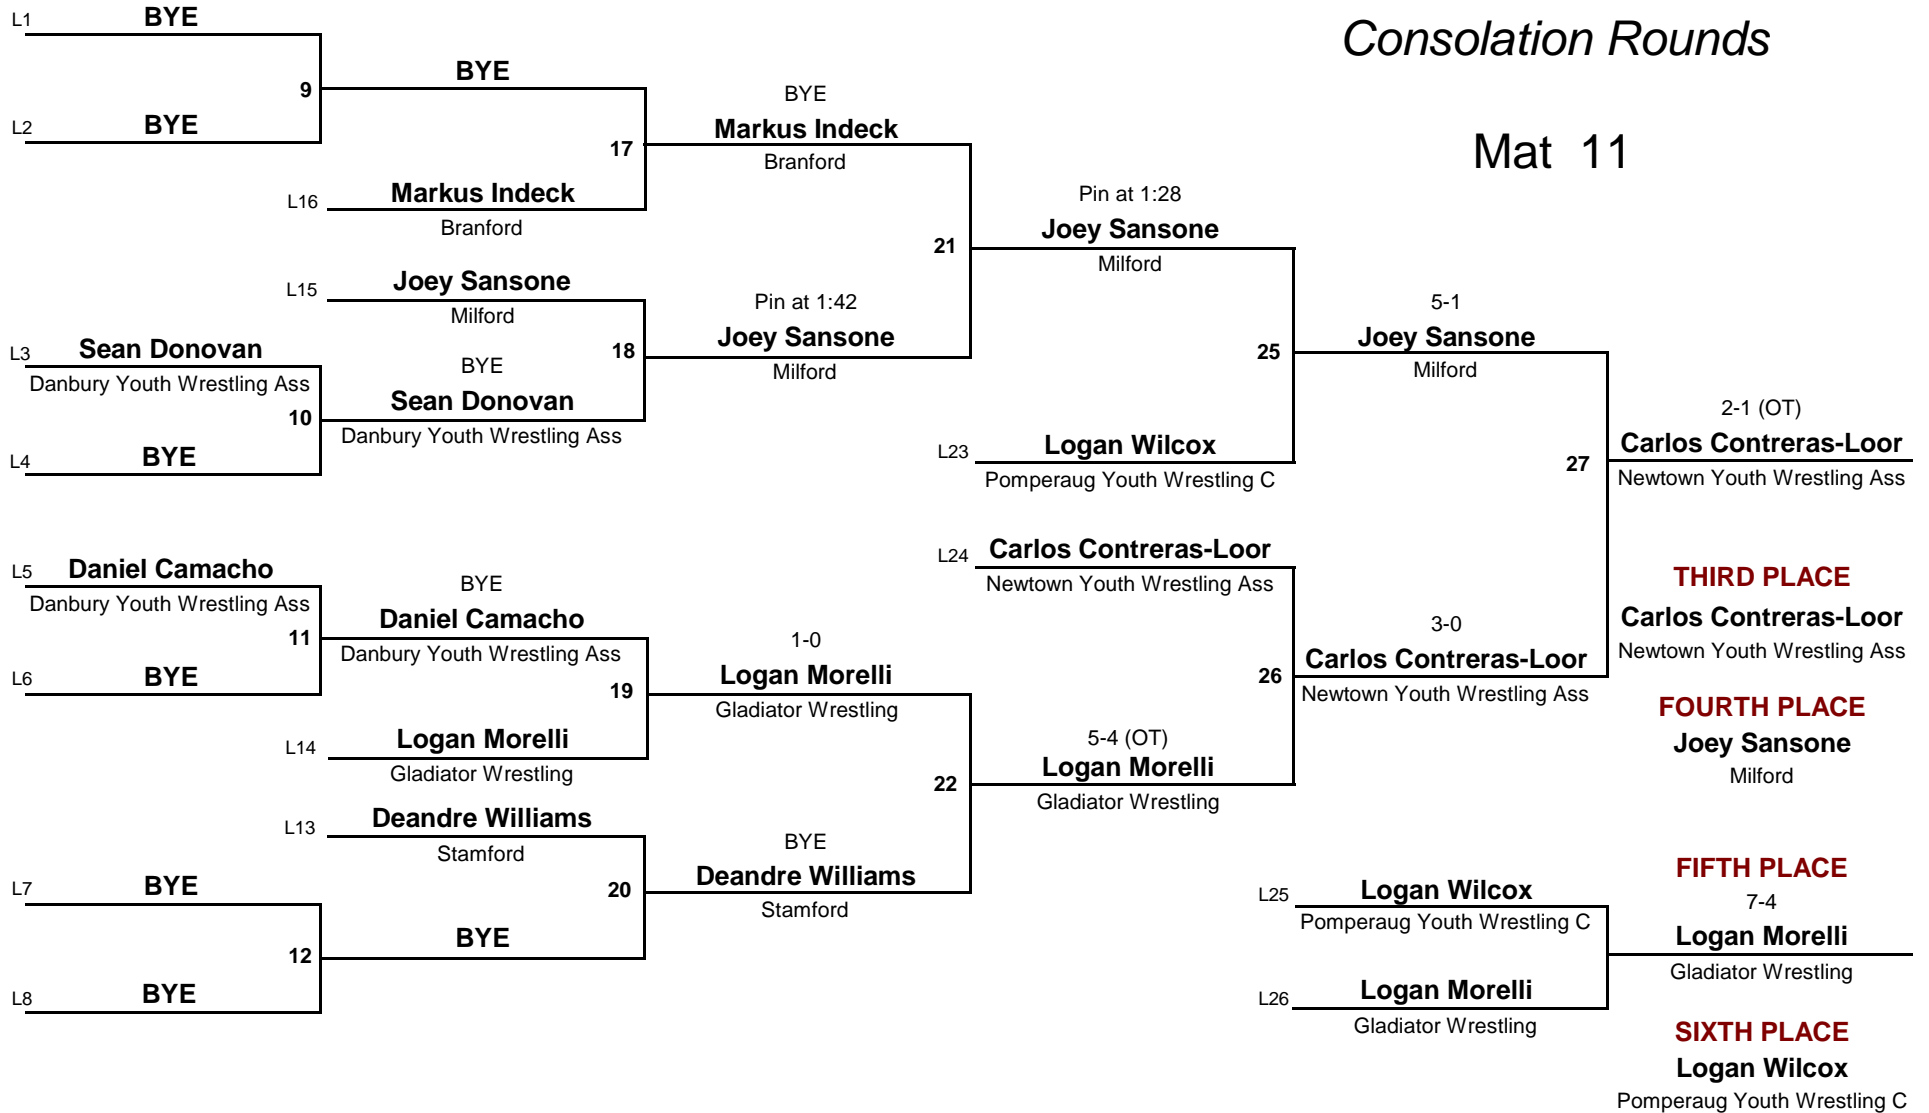 Consolation Rounds
Mat 11
L1 BYE
9
L2 BYE
BYE
17
L16 Markus Indeck
Branford
BYE
Markus Indeck
Branford
L15 Joey Sansone
Milford
L3 Sean Donovan
Danbury Youth Wrestling Ass
10
L4 BYE
BYE
Sean Donovan
Danbury Youth Wrestling Ass
18
Pin at 1:42
Joey Sansone
Milford
21
Pin at 1:28
Joey Sansone
Milford
25
L23 Logan Wilcox
Pomperaug Youth Wrestling C
5-1
Joey Sansone
Milford
27
2-1 (OT)
Carlos Contreras-Loor
Newtown Youth Wrestling Ass
L5 Daniel Camacho
Danbury Youth Wrestling Ass
11
L6 BYE
BYE
Daniel Camacho
Danbury Youth Wrestling Ass
19
L14 Logan Morelli
Gladiator Wrestling
1-0
Logan Morelli
Gladiator Wrestling
L13 Deandre Williams
Stamford
20
L7 BYE
12
L8 BYE
BYE
BYE
Deandre Williams
Stamford
22
L24 Carlos Contreras-Loor
Newtown Youth Wrestling Ass
26
5-4 (OT)
Logan Morelli
Gladiator Wrestling
3-0
Carlos Contreras-Loor
Newtown Youth Wrestling Ass
THIRD PLACE
Carlos Contreras-Loor
Newtown Youth Wrestling Ass
FOURTH PLACE
Joey Sansone
Milford
L25 Logan Wilcox
Pomperaug Youth Wrestling C
L26 Logan Morelli
Gladiator Wrestling
FIFTH PLACE
7-4
Logan Morelli
Gladiator Wrestling
SIXTH PLACE
Logan Wilcox
Pomperaug Youth Wrestling C